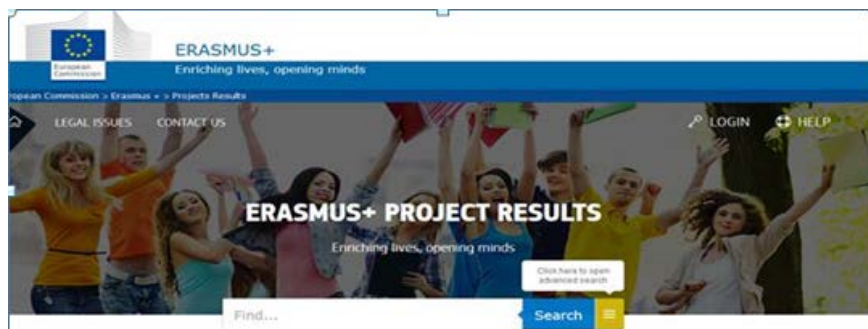 ERASMUS+
European
Commission
Enriching lives, opening minds
European Commission > Erasmus + > Projects Results
LEGAL ISSUES CONTACT US LOGIN HELP
ERASMUS+ PROJECT RESULTS
Enriching lives, opening minds
Click here to open
advanced search
Find... Search